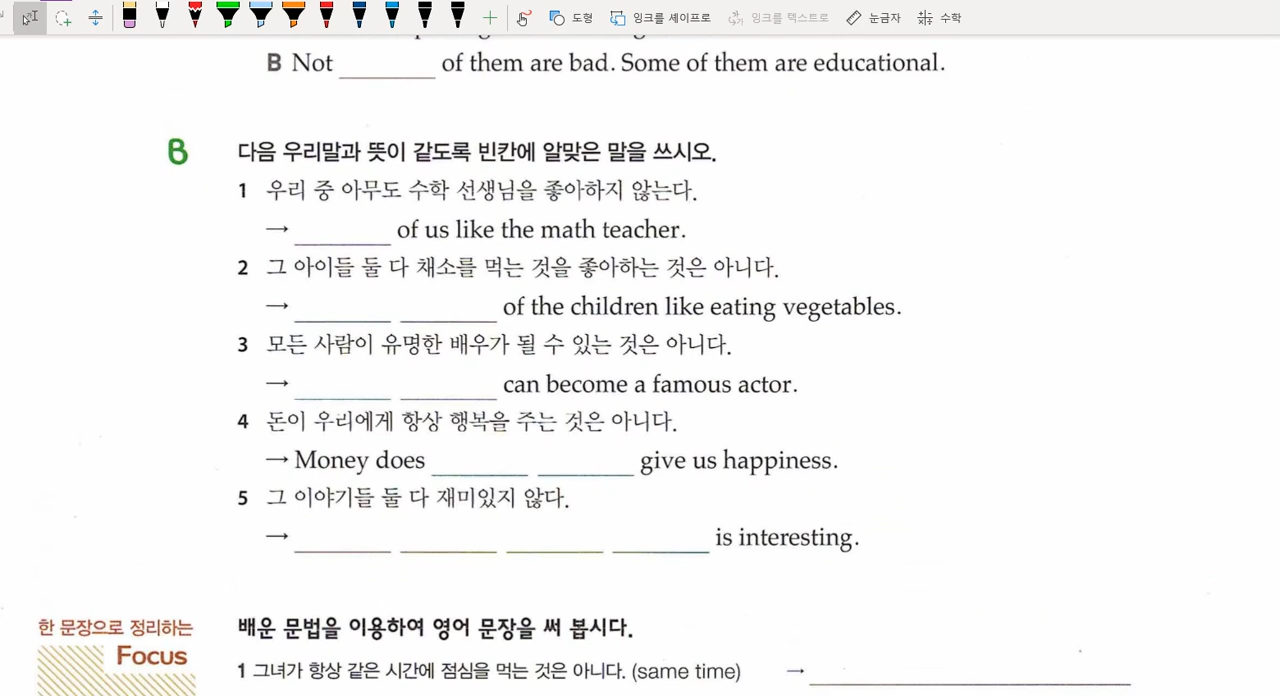 도형 잉크를 셰이프로 잉크를 텍스트로 눈금자 수학
B Not ________ of them are bad. Some of them are educational.
B 다음 우리말과 뜻이 같도록 빈칸에 알맞은 말을 쓰시오.
1 우리 중 아무도 수학 선생님을 좋아하지 않는다.
→ ________ of us like the math teacher.
2 그 아이들 둘 다 채소를 먹는 것을 좋아하는 것은 아니다.
→ ________ ________ of the children like eating vegetables.
3 모든 사람이 유명한 배우가 될 수 있는 것은 아니다.
→ ________ ________ can become a famous actor.
4 돈이 우리에게 항상 행복을 주는 것은 아니다.
→ Money does ________ ________ give us happiness.
5 그 이야기들 둘 다 재미있지 않다.
→ ________ ________ ________ ________ is interesting.
한 문장으로 정리하는
Focus
배운 문법을 이용하여 영어 문장을 써 봅시다.
1 그녀가 항상 같은 시간에 점심을 먹는 것은 아니다. (same time) → ________